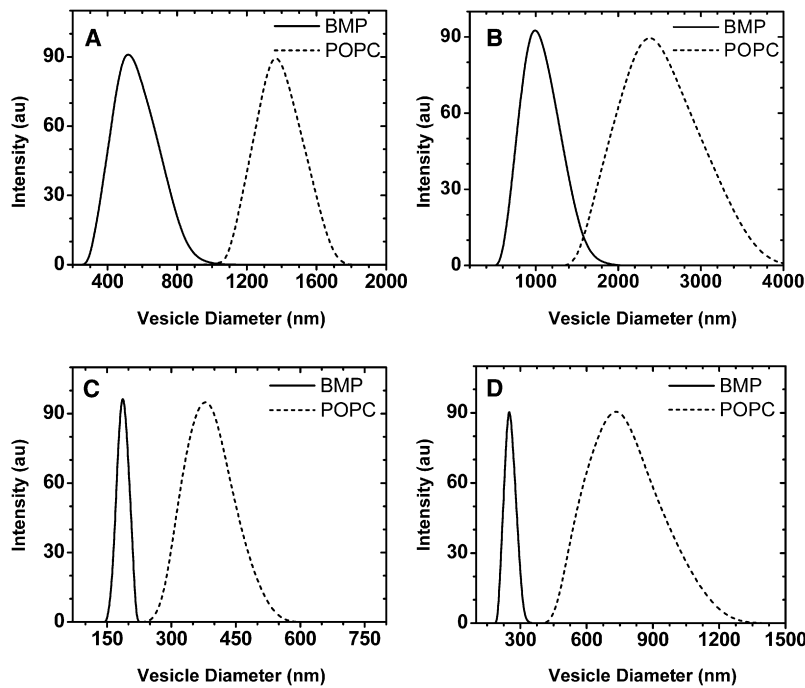 A
BMP
POPC
90
60
30
0
Intensity (au)
400 800 1200 1600 2000
Vesicle Diameter (nm)
B
BMP
POPC
90
60
30
0
Intensity (au)
1000 2000 3000 4000
Vesicle Diameter (nm)
C
BMP
POPC
90
60
30
0
Intensity (au)
150 300 450 600 750
Vesicle Diameter (nm)
D
BMP
POPC
90
60
30
0
Intensity (au)
300 600 900 1200 1500
Vesicle Diameter (nm)